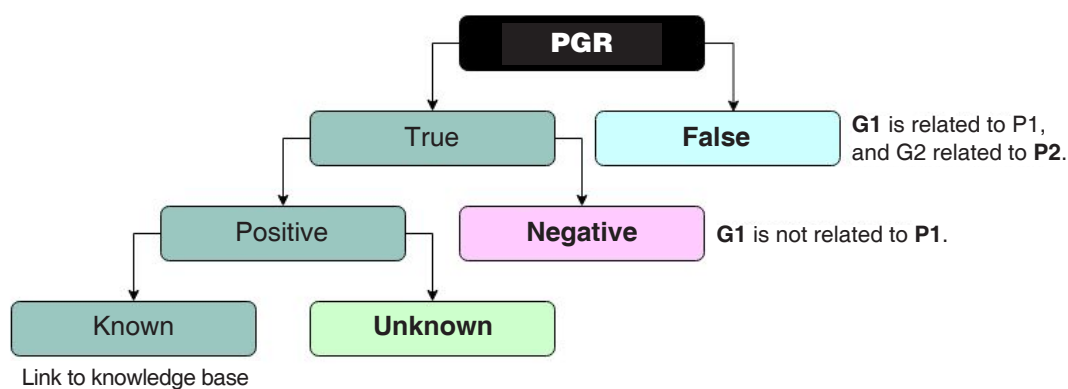 PGR
True
False
G1 is related to P1,
and G2 related to P2.
Positive
Negative
G1 is not related to P1.
Known
Unknown
Link to knowledge base